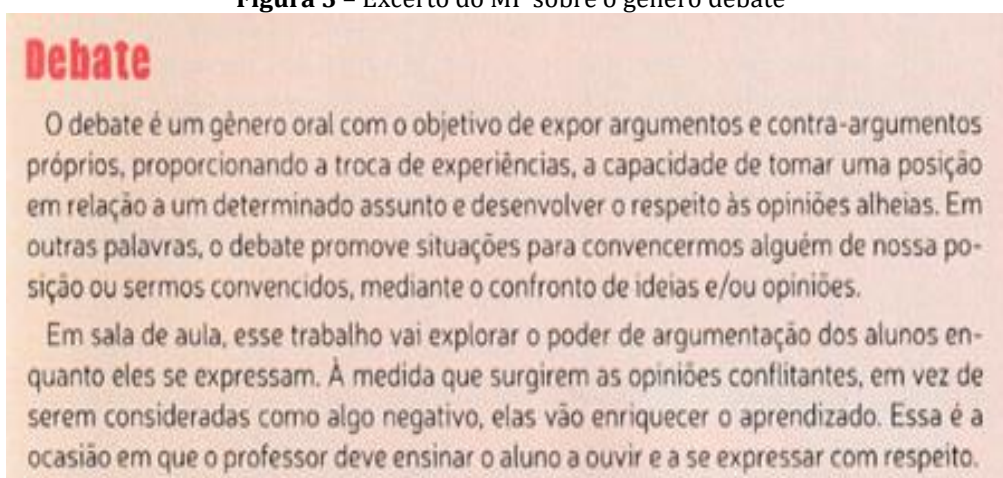 Figura 3 – Excerto do MP sobre o gênero debate
Debate
O debate é um gênero oral com o objetivo de expor argumentos e contra-argumentos
próprios, proporcionando a troca de experiências, a capacidade de tomar uma posição
em relação a um determinado assunto e desenvolver o respeito às opiniões alheias. Em
outras palavras, o debate promove situações para convencermos alguém de nossa po-
sição ou sermos convencidos, mediante o confronto de ideias e/ou opiniões.
Em sala de aula, esse trabalho vai explorar o poder de argumentação dos alunos en-
quanto eles se expressam. À medida que surgirem as opiniões conflitantes, em vez de
serem consideradas como algo negativo, elas vão enriquecer o aprendizado. Essa é a
ocasião em que o professor deve ensinar o aluno a ouvir e a se expressar com respeito.